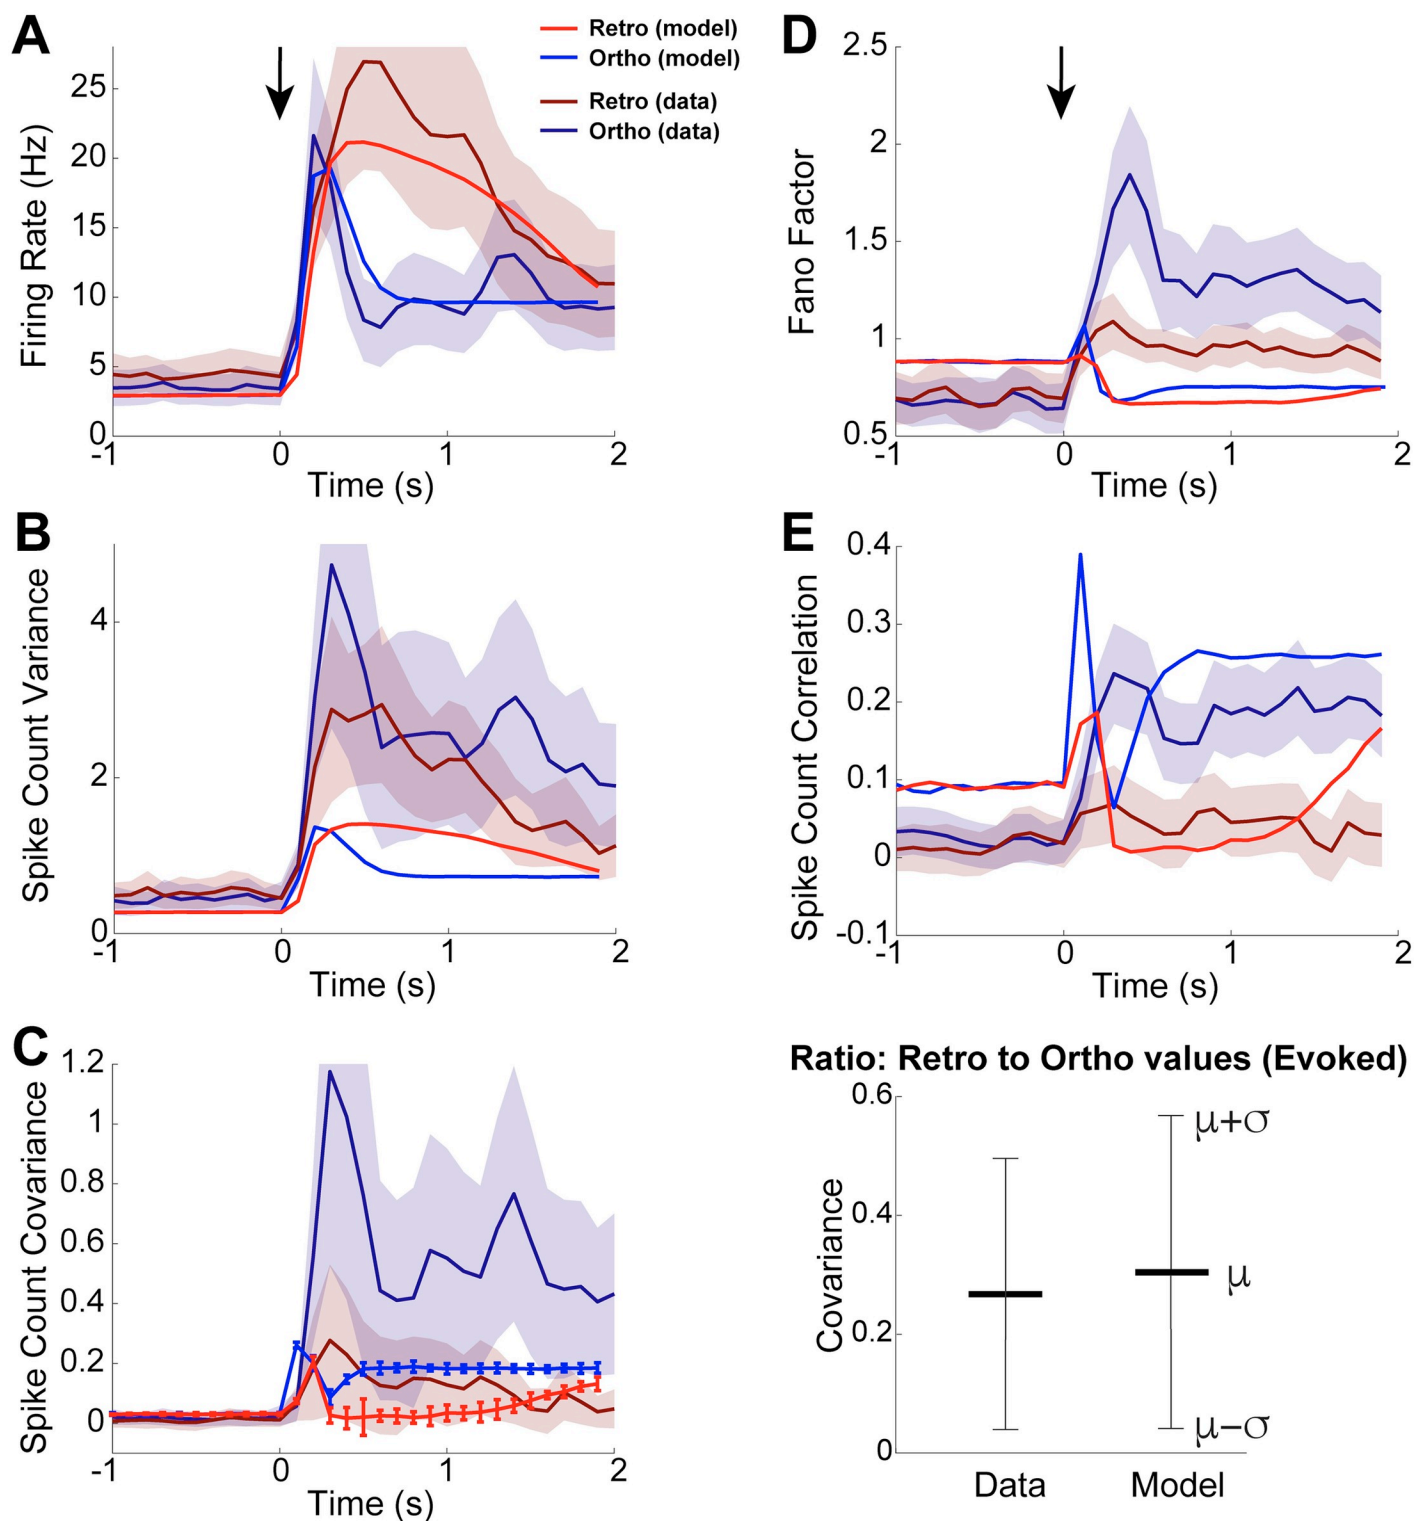 A
Retro (model)
Ortho (model)
Retro (data)
Ortho (data)
Firing Rate (Hz)
25
20
15
10
5
0
-1
0
1
2
Time (s)
D
Fano Factor
2.5
2
1.5
1
0.5
-1
0
1
2
Time (s)
B
Spike Count Variance
4
2
0
-1
0
1
2
Time (s)
E
Spike Count Correlation
0.4
0.3
0.2
0.1
0
-0.1
-1
0
1
2
Time (s)
C
Spike Count Covariance
1.2
1
0.8
0.6
0.4
0.2
0
-1
0
1
2
Time (s)
Ratio: Retro to Ortho values (Evoked)
Covariance
0.6
0.4
0.2
0
μ+σ
μ
μ−σ
Data
Model